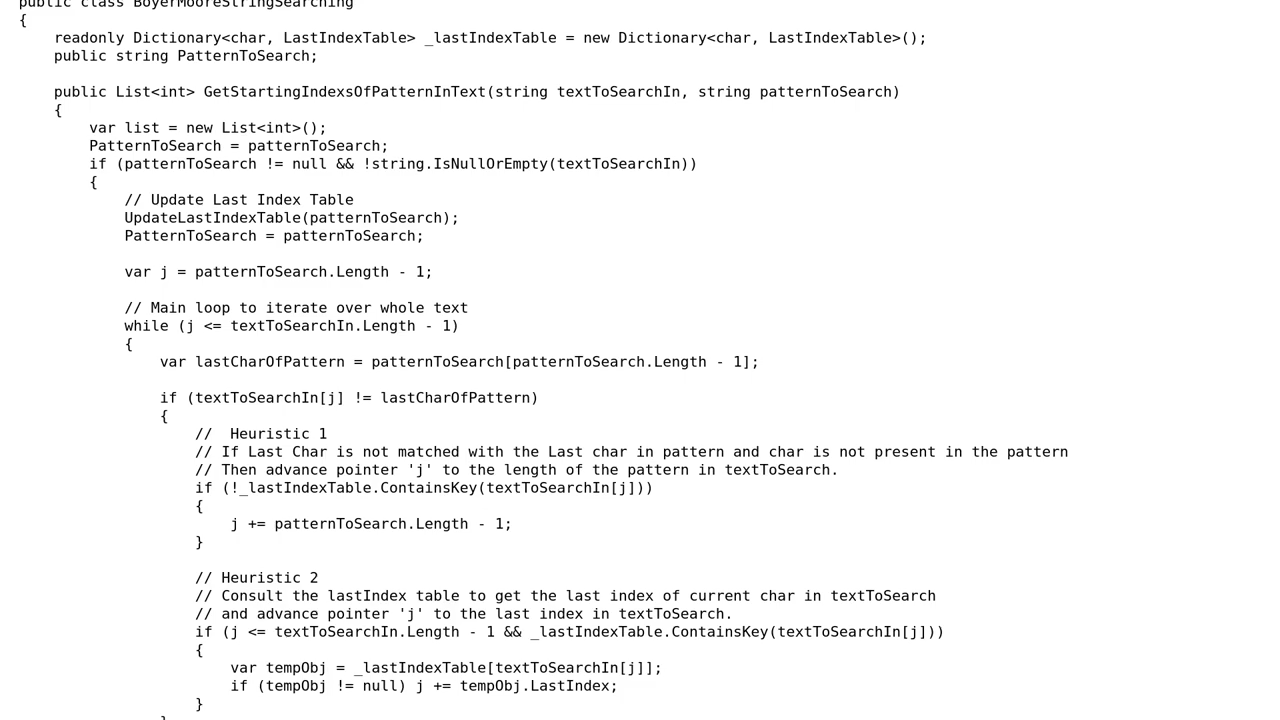 public class BoyerMooreStringSearching
{
    readonly Dictionary<char, LastIndexTable> _lastIndexTable = new Dictionary<char, LastIndexTable>();
    public string PatternToSearch;

    public List<int> GetStartingIndexsOfPatternInText(string textToSearchIn, string patternToSearch)
    {
        var list = new List<int>();
        PatternToSearch = patternToSearch;
        if (patternToSearch != null && !string.IsNullOrEmpty(textToSearchIn))
        {
            // Update Last Index Table
            UpdateLastIndexTable(patternToSearch);
            PatternToSearch = patternToSearch;

            var j = patternToSearch.Length - 1;

            // Main loop to iterate over whole text
            while (j <= textToSearchIn.Length - 1)
            {
                var lastCharOfPattern = patternToSearch[patternToSearch.Length - 1];

                if (textToSearchIn[j] != lastCharOfPattern)
                {
                    //  Heuristic 1
                    // If Last Char is not matched with the Last char in pattern and char is not present in the pattern
                    // Then advance pointer 'j' to the length of the pattern in textToSearch.
                    if (!_lastIndexTable.ContainsKey(textToSearchIn[j]))
                    {
                        j += patternToSearch.Length - 1;
                    }

                    // Heuristic 2
                    // Consult the lastIndex table to get the last index of current char in textToSearch
                    // and advance pointer 'j' to the last index in textToSearch.
                    if (j <= textToSearchIn.Length - 1 && _lastIndexTable.ContainsKey(textToSearchIn[j]))
                    {
                        var tempObj = _lastIndexTable[textToSearchIn[j]];
                        if (tempObj != null) j += tempObj.LastIndex;
                    }
                }